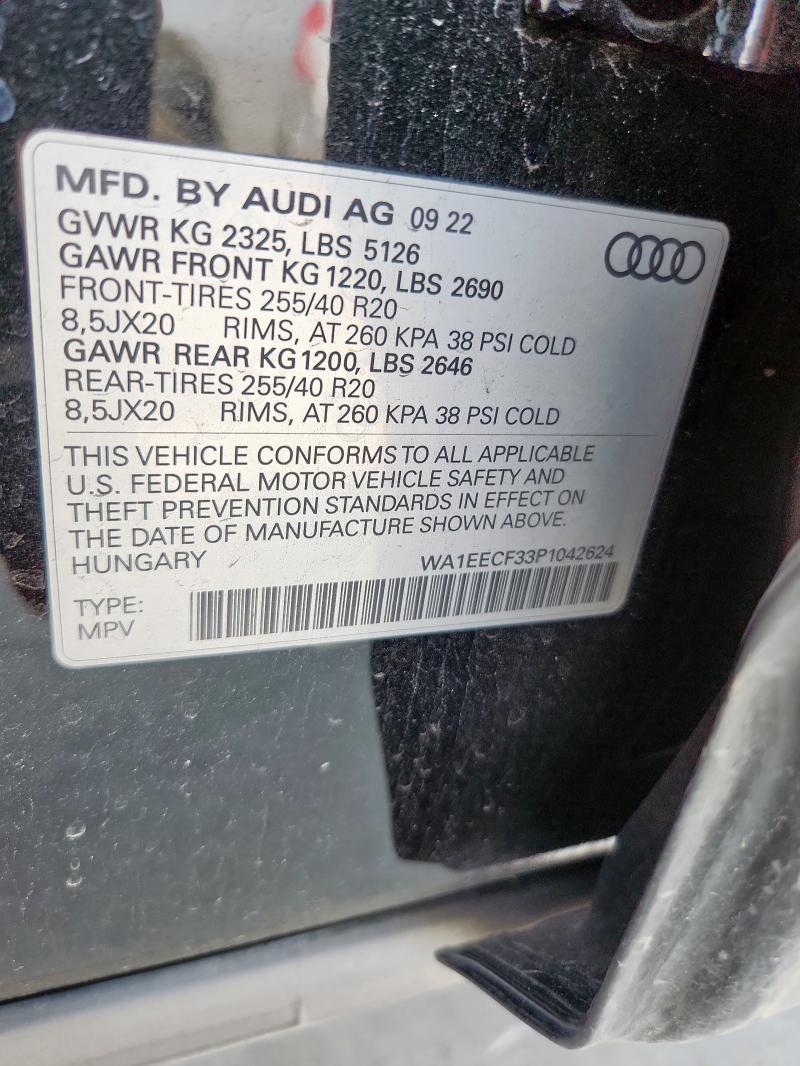 MFD. BY AUDI AG 09 22
GVWR KG 2325, LBS 5126
GAWR FRONT KG 1220, LBS 2690
FRONT-TIRES 255/40 R20
8,5JX20 RIMS, AT 260 KPA 38 PSI COLD
GAWR REAR KG 1200, LBS 2646
REAR-TIRES 255/40 R20
8,5JX20 RIMS, AT 260 KPA 38 PSI COLD
THIS VEHICLE CONFORMS TO ALL APPLICABLE
U.S. FEDERAL MOTOR VEHICLE SAFETY AND
THEFT PREVENTION STANDARDS IN EFFECT ON
THE DATE OF MANUFACTURE SHOWN ABOVE.
HUNGARY WA1EECF33P1042624
TYPE:
MPV